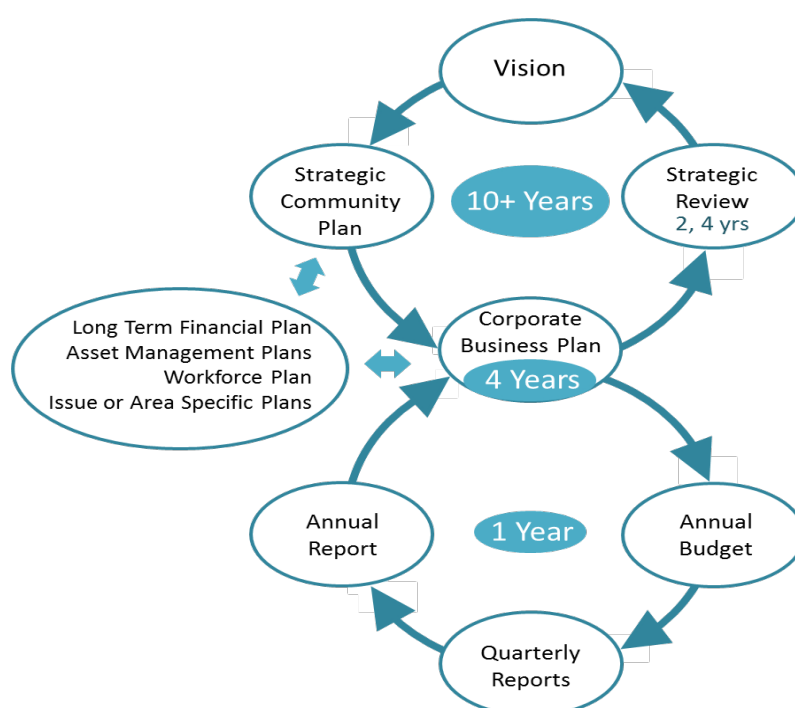 Vision
Strategic
Community
Plan
10+ Years
Strategic
Review
2, 4 yrs
Long Term Financial Plan
Asset Management Plans
Workforce Plan
Issue or Area Specific Plans
Corporate
Business Plan
4 Years
Annual
Report
1 Year
Annual
Budget
Quarterly
Reports